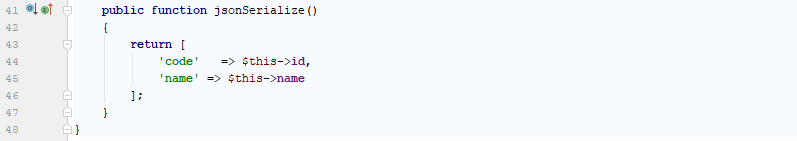 41 public function jsonSerialize()
42 {
43 return [
44 'code'   => $this->id,
45 'name' => $this->name
46 ];
47 }
48 }